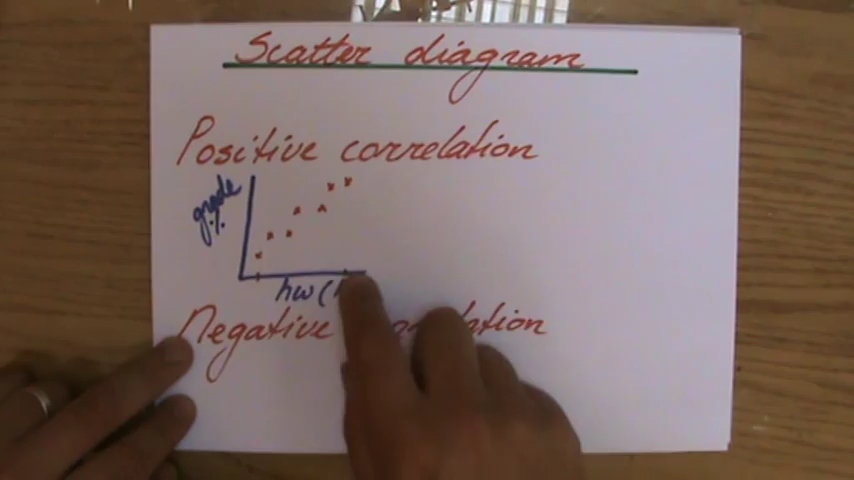 Scatter diagram
Positive correlation
grade
%
hw (h
Negative